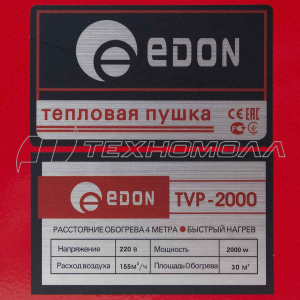 eDON
тепловая пушка
CE EAC
ТЕХНОМОЛЛ
eDON TVP-2000
РАССТОЯНИЕ ОБОГРЕВА 4 МЕТРА • БЫСТРЫЙ НАГРЕВ
Напряжение 220 в Мощность 2000 w
Расход воздуха 155м³/ч Площадь Обогрева 30 м²